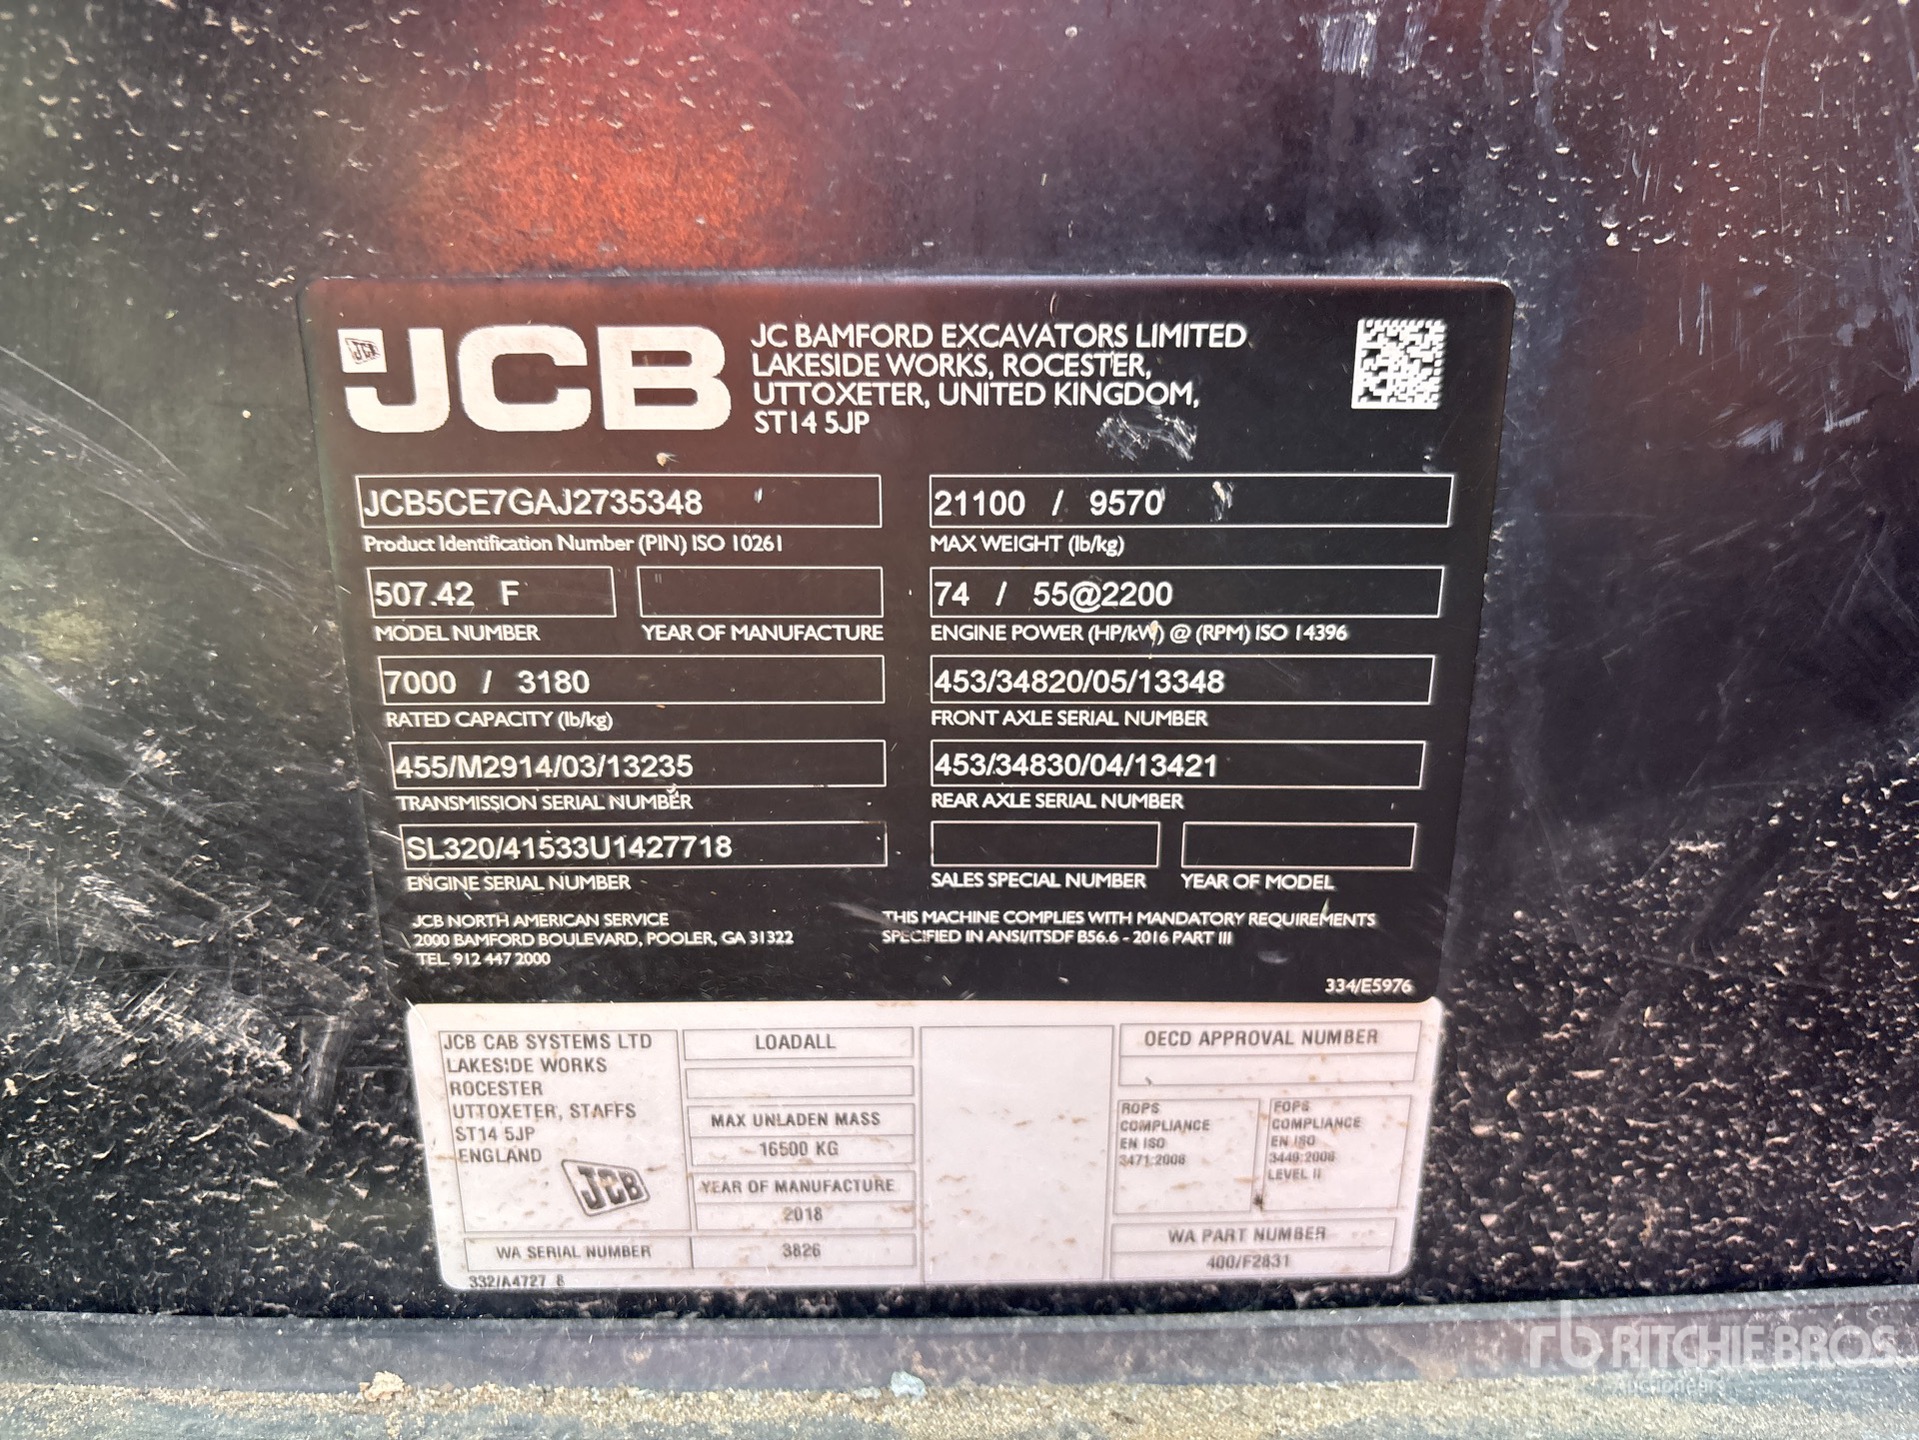 JCB
JCB
JC BAMFORD EXCAVATORS LIMITED
LAKESIDE WORKS, ROCESTER,
UTTOXETER, UNITED KINGDOM,
ST14 5JP
JCB5CE7GAJ2735348
Product Identification Number (PIN) ISO 10261
21100 / 9570
MAX WEIGHT (lb/kg)
507.42 F
MODEL NUMBER
YEAR OF MANUFACTURE
74 / 55@2200
ENGINE POWER (HP/kW) @ (RPM) ISO 14396
7000 / 3180
RATED CAPACITY (lb/kg)
453/34820/05/13348
FRONT AXLE SERIAL NUMBER
455/M2914/03/13235
TRANSMISSION SERIAL NUMBER
453/34830/04/13421
REAR AXLE SERIAL NUMBER
SL320/41533U1427718
ENGINE SERIAL NUMBER
SALES SPECIAL NUMBER
YEAR OF MODEL
JCB NORTH AMERICAN SERVICE
2000 BAMFORD BOULEVARD, POOLER, GA 31322
TEL. 912 447 2000
THIS MACHINE COMPLIES WITH MANDATORY REQUIREMENTS
SPECIFIED IN ANSI/ITSDF B56.6 - 2016 PART III
334/E5976
JCB CAB SYSTEMS LTD
LAKESIDE WORKS
ROCESTER
UTTOXETER, STAFFS
ST14 5JP
ENGLAND
JCB
LOADALL
MAX UNLADEN MASS
16500 KG
YEAR OF MANUFACTURE
2018
WA SERIAL NUMBER
3826
332/A4727 8
OECD APPROVAL NUMBER
ROPS
COMPLIANCE
EN ISO
3471:2008
FOPS
COMPLIANCE
EN ISO
3449:2008
LEVEL II
WA PART NUMBER
400/F2831
rb RITCHIE BROS.
Auctioneers